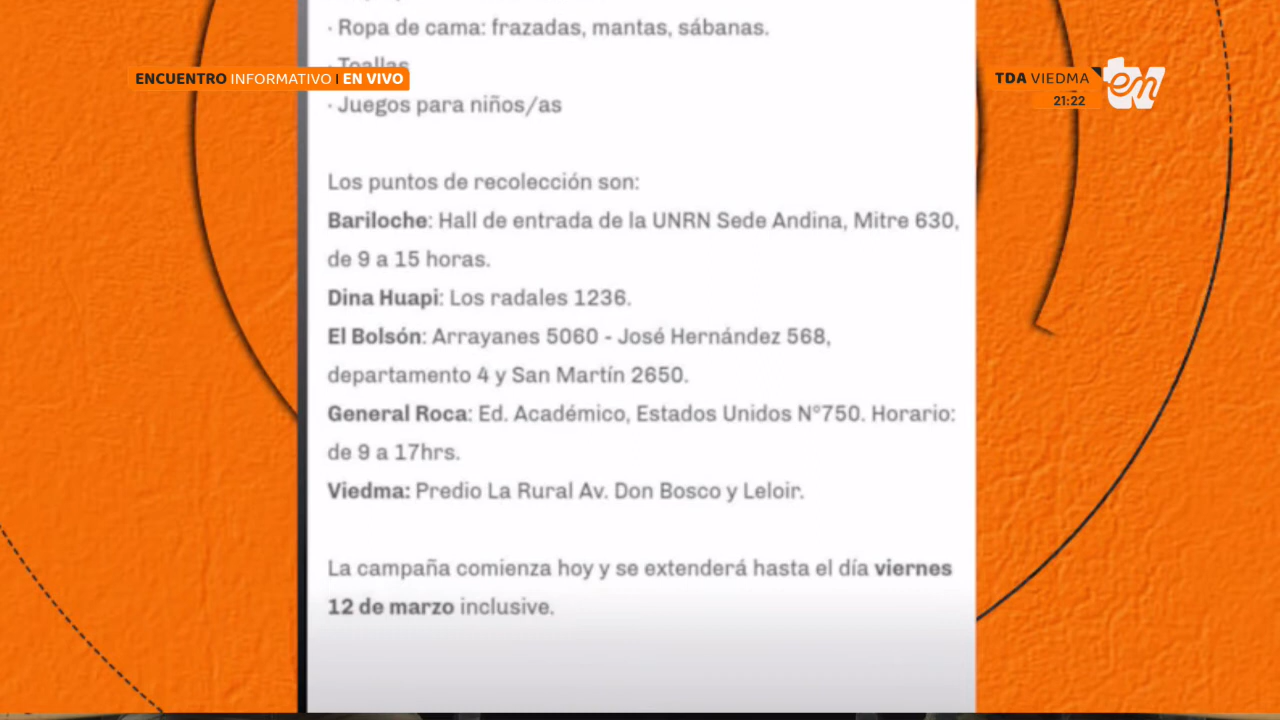 · Ropa de cama: frazadas, mantas, sábanas.
· Toallas
ENCUENTRO INFORMATIVO I EN VIVO
TDA VIEDMA
21:22
tv en
· Juegos para niños/as
Los puntos de recolección son:
Bariloche: Hall de entrada de la UNRN Sede Andina, Mitre 630,
de 9 a 15 horas.
Dina Huapi: Los radales 1236.
El Bolsón: Arrayanes 5060 - José Hernández 568,
departamento 4 y San Martín 2650.
General Roca: Ed. Académico, Estados Unidos N°750. Horario:
de 9 a 17hrs.
Viedma: Predio La Rural Av. Don Bosco y Leloir.
La campaña comienza hoy y se extenderá hasta el día viernes
12 de marzo inclusive.